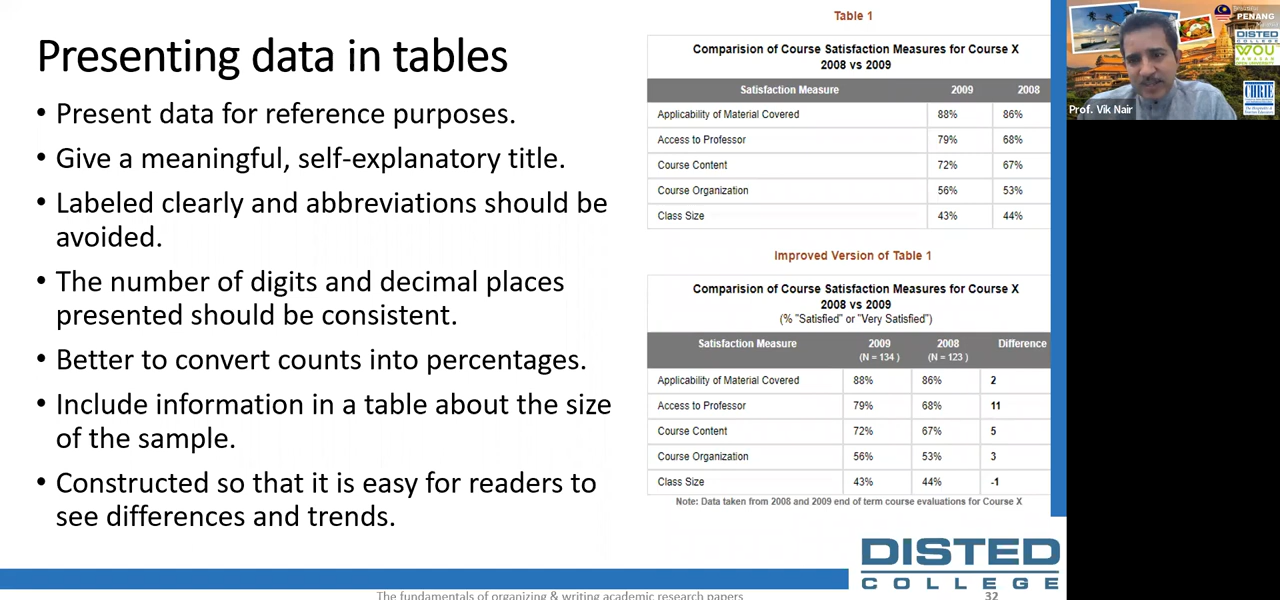 Presenting data in tables
• Present data for reference purposes.
• Give a meaningful, self-explanatory title.
• Labeled clearly and abbreviations should be
avoided.
• The number of digits and decimal places
presented should be consistent.
• Better to convert counts into percentages.
• Include information in a table about the size
of the sample.
• Constructed so that it is easy for readers to
see differences and trends.
Table 1
Comparision of Course Satisfaction Measures for Course X
2008 vs 2009
Satisfaction Measure 2009 2008
Applicability of Material Covered 88% 86%
Access to Professor 79% 68%
Course Content 72% 67%
Course Organization 56% 53%
Class Size 43% 44%
Improved Version of Table 1
Comparision of Course Satisfaction Measures for Course X
2008 vs 2009
(% "Satisfied" or "Very Satisfied")
Satisfaction Measure 2009 2008 Difference
(N = 134 ) (N = 123 )
Applicability of Material Covered 88% 86% 2
Access to Professor 79% 68% 11
Course Content 72% 67% 5
Course Organization 56% 53% 3
Class Size 43% 44% -1
Note: Data taken from 2008 and 2009 end of term course evaluations for Course X
DISTED
COLLEGE
The fundamentals of organizing & writing academic research papers
32
PENANG
DISTED
COLLEGE
WOU
CHRIE
Prof. Vik Nair